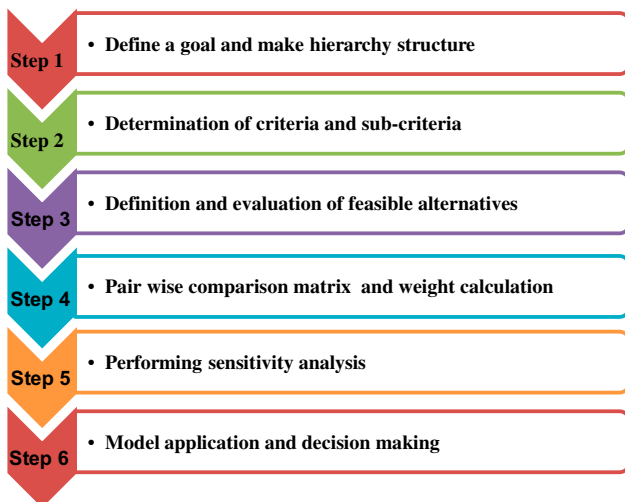 Step 1
• Define a goal and make hierarchy structure
Step 2
• Determination of criteria and sub-criteria
Step 3
• Definition and evaluation of feasible alternatives
Step 4
• Pair wise comparison matrix and weight calculation
Step 5
• Performing sensitivity analysis
Step 6
• Model application and decision making